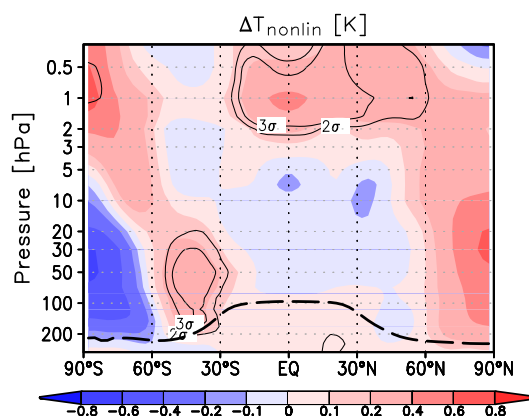 ΔT nonlin [K]
Pressure [hPa]
0.5
1
2
3
5
10
20
30
50
100
200
3σ
2σ
3σ
2σ
90°S
60°S
30°S
EQ
30°N
60°N
90°N
-0.8
-0.6
-0.4
-0.2
-0.1
0
0.1
0.2
0.4
0.6
0.8